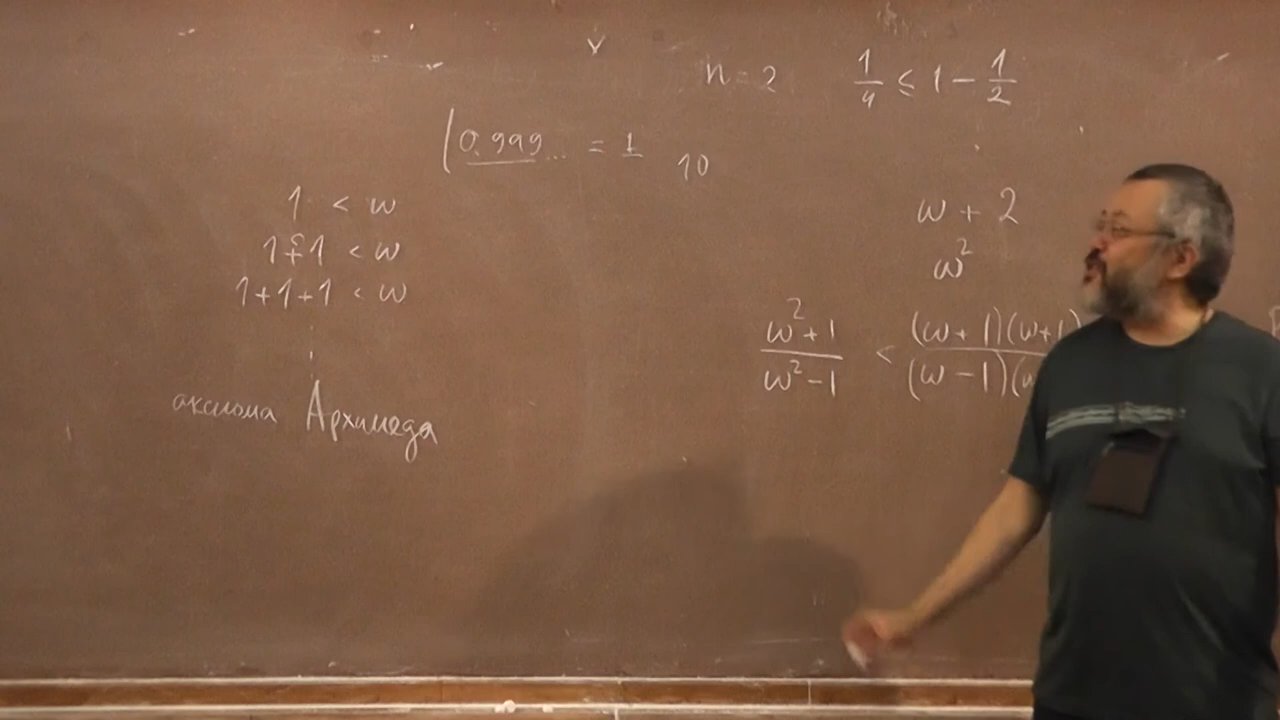 n = 2 1/4 ≤ 1 − 1/2
(0.999... = 1 10
1 < w
1+1 < w
1+1+1 < w
аксиома Архимеда
ω + 2
ω²
(ω²+1)/(ω²−1) < (ω+1)(ω+1)/(ω−1)(